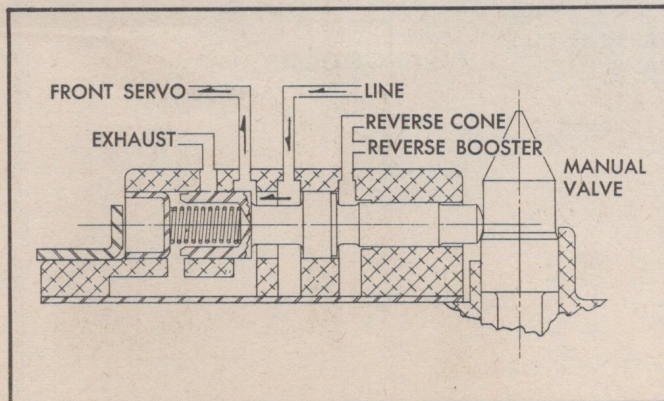 FRONT SERVO
LINE
EXHAUST
REVERSE CONE
REVERSE BOOSTER
MANUAL
VALVE